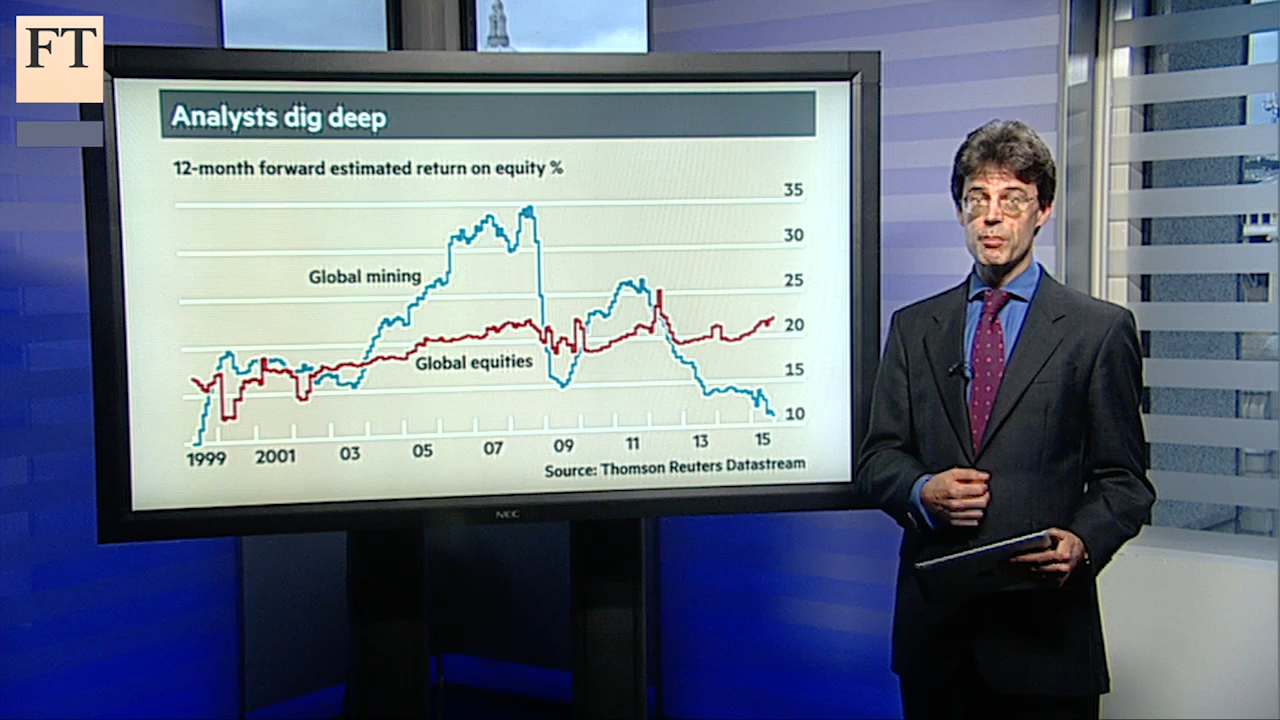 FT
Analysts dig deep
12-month forward estimated return on equity %
35
30
Global mining
25
20
Global equities
15
10
1999 2001 03 05 07 09 11 13 15
Source: Thomson Reuters Datastream
NEC